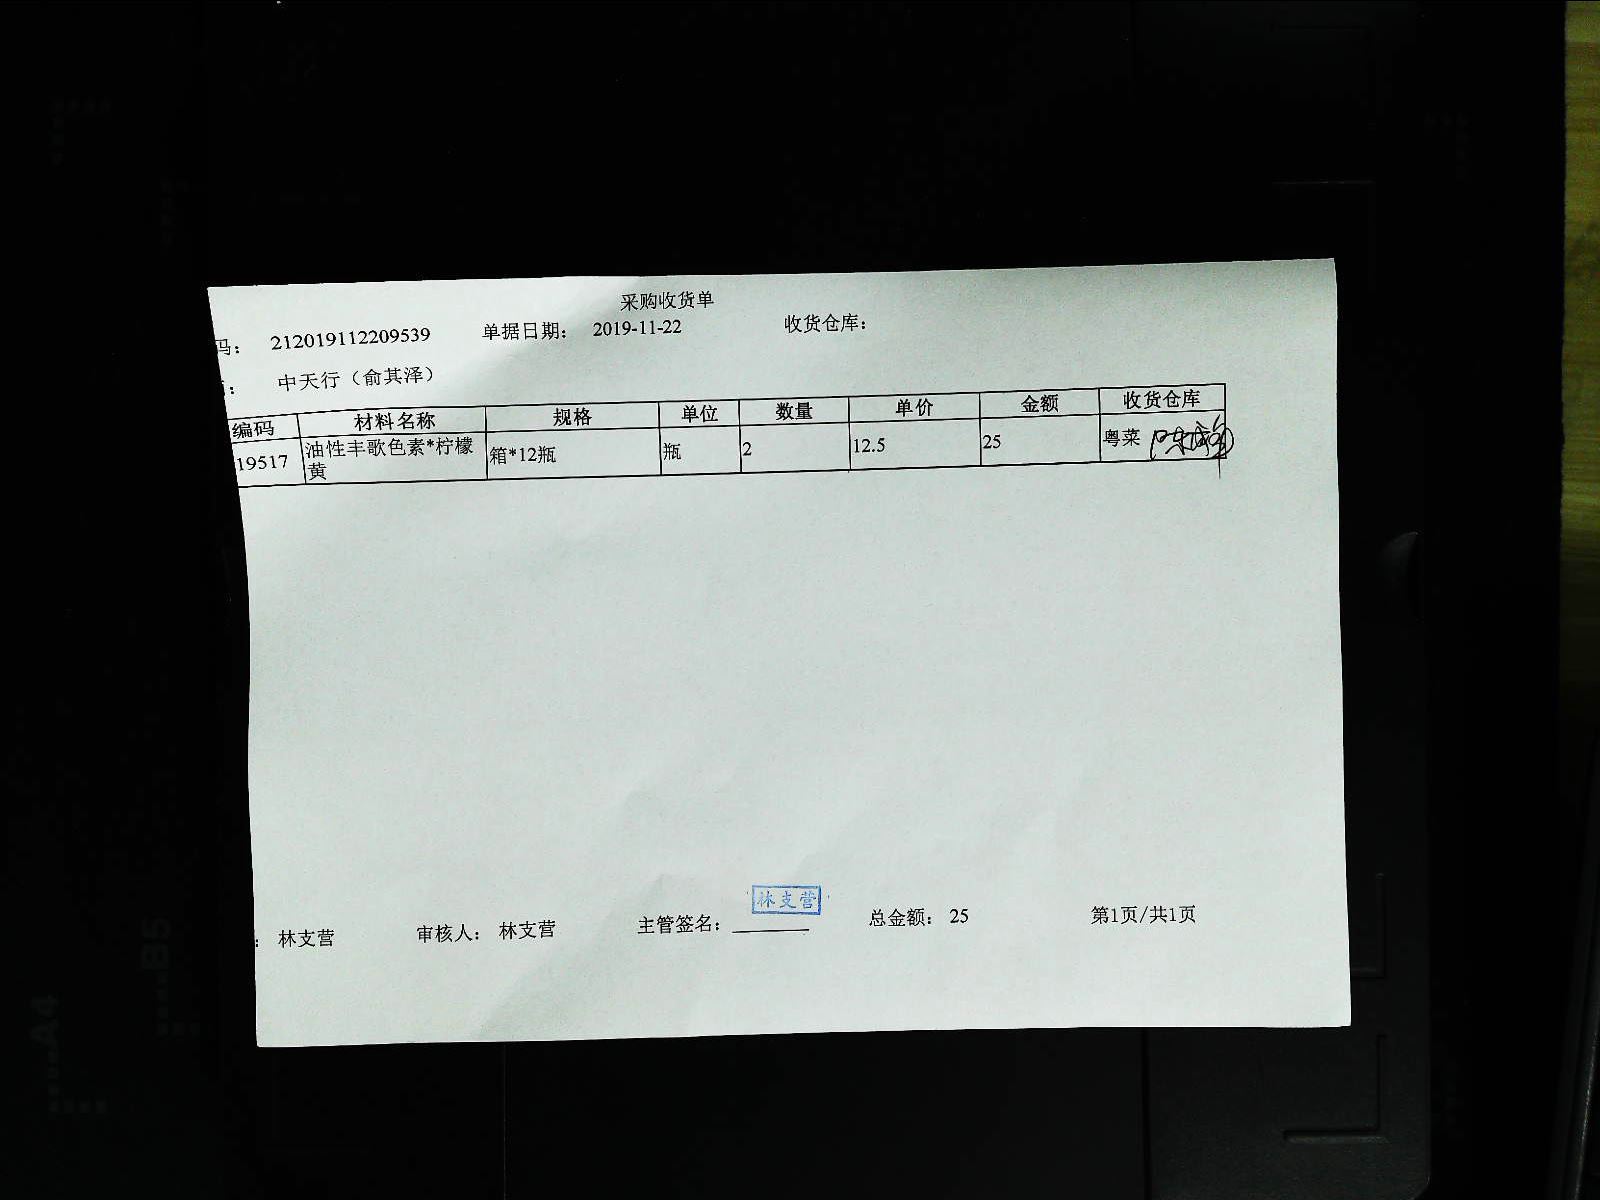 采购收货单
码： 212019112209539 单据日期： 2019-11-22 收货仓库：
： 中天行（俞其泽）
编码 材料名称 规格 单位 数量 单价 金额 收货仓库
19517 油性丰歌色素*柠檬黄 箱*12瓶 瓶 2 12.5 25 粤菜
林支营
： 林支营 审核人： 林支营 主管签名： 总金额： 25 第1页/共1页